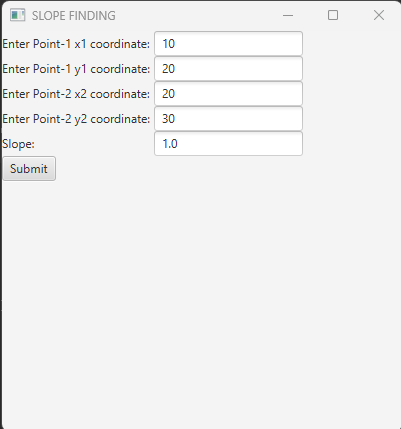 SLOPE FINDING
Enter Point-1 x1 coordinate: 10
Enter Point-1 y1 coordinate: 20
Enter Point-2 x2 coordinate: 20
Enter Point-2 y2 coordinate: 30
Slope: 1.0
Submit